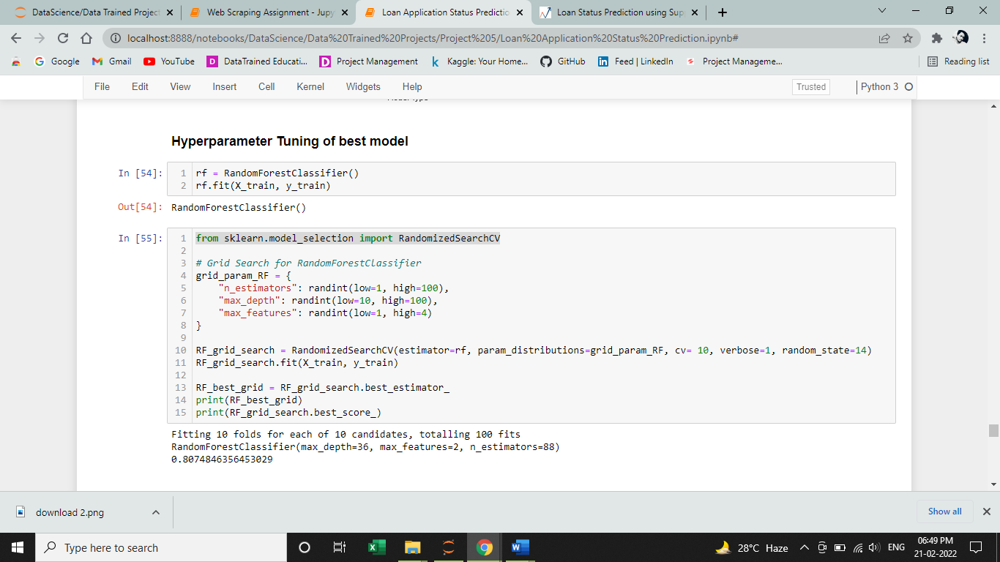 DataScience/Data Trained Project
Web Scraping Assignment - Jupy
Loan Application Status Predictio
Loan Status Prediction using Sup
localhost:8888/notebooks/DataScience/Data%20Trained%20Projects/Project%205/Loan%20Application%20Status%20Prediction.ipynb#
Google Gmail YouTube DataTrained Educati... Project Management Kaggle: Your Home... GitHub Feed | LinkedIn Project Manageme... Reading list
File Edit View Insert Cell Kernel Widgets Help Trusted Python 3
Hyperparameter Tuning of best model
In [54]: 1 rf = RandomForestClassifier()
2 rf.fit(X_train, y_train)
Out[54]: RandomForestClassifier()
In [55]: 1 from sklearn.model_selection import RandomizedSearchCV
2
3 # Grid Search for RandomForestClassifier
4 grid_param_RF = {
5 "n_estimators": randint(low=1, high=100),
6 "max_depth": randint(low=10, high=100),
7 "max_features": randint(low=1, high=4)
8 }
9
10 RF_grid_search = RandomizedSearchCV(estimator=rf, param_distributions=grid_param_RF, cv= 10, verbose=1, random_state=14)
11 RF_grid_search.fit(X_train, y_train)
12
13 RF_best_grid = RF_grid_search.best_estimator_
14 print(RF_best_grid)
15 print(RF_grid_search.best_score_)
Fitting 10 folds for each of 10 candidates, totalling 100 fits
RandomForestClassifier(max_depth=36, max_features=2, n_estimators=88)
0.8074846356453029
download 2.png
Show all
Type here to search
28°C Haze
ENG
06:49 PM
21-02-2022